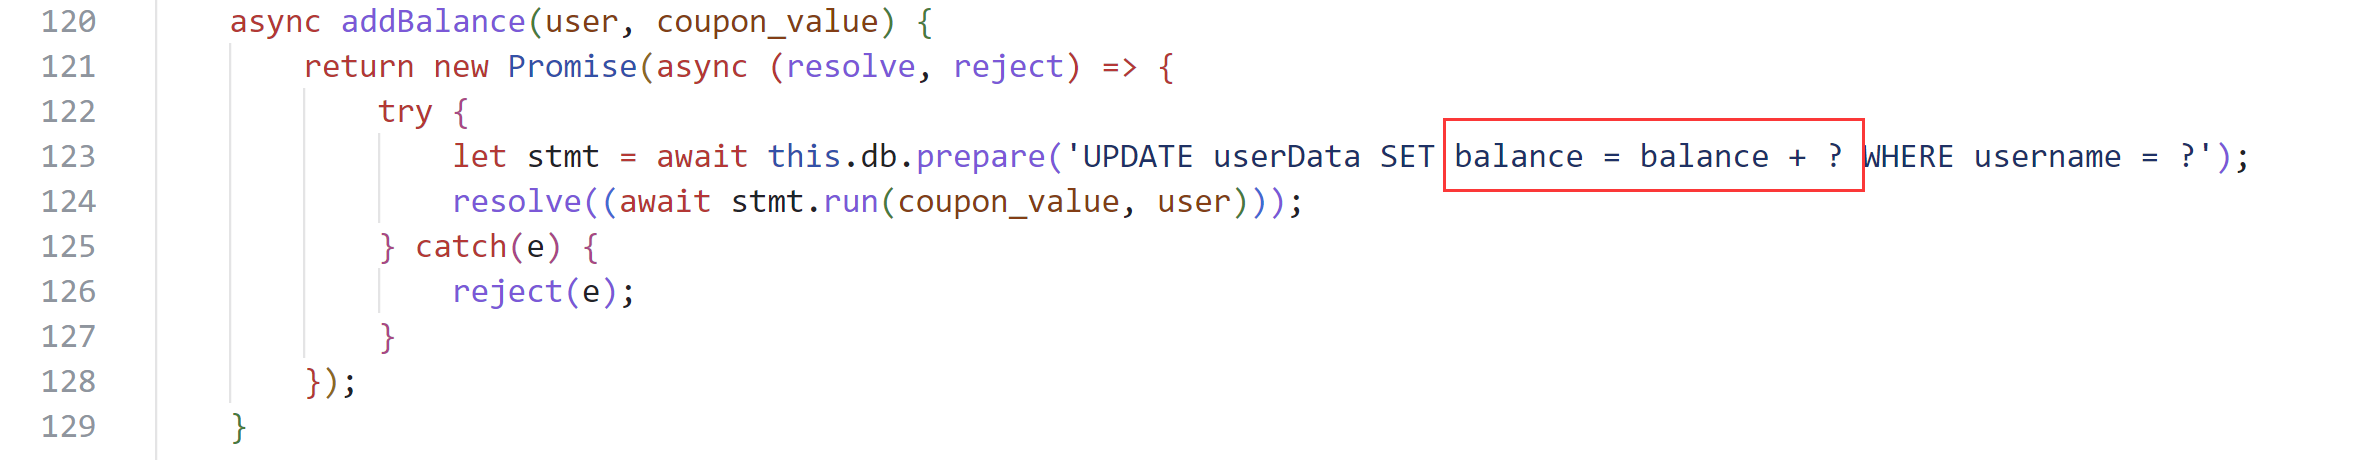 120 async addBalance(user, coupon_value) {
121 return new Promise(async (resolve, reject) => {
122 try {
123 let stmt = await this.db.prepare('UPDATE userData SET balance = balance + ? WHERE username = ?');
124 resolve((await stmt.run(coupon_value, user)));
125 } catch(e) {
126 reject(e);
127 }
128 });
129 }